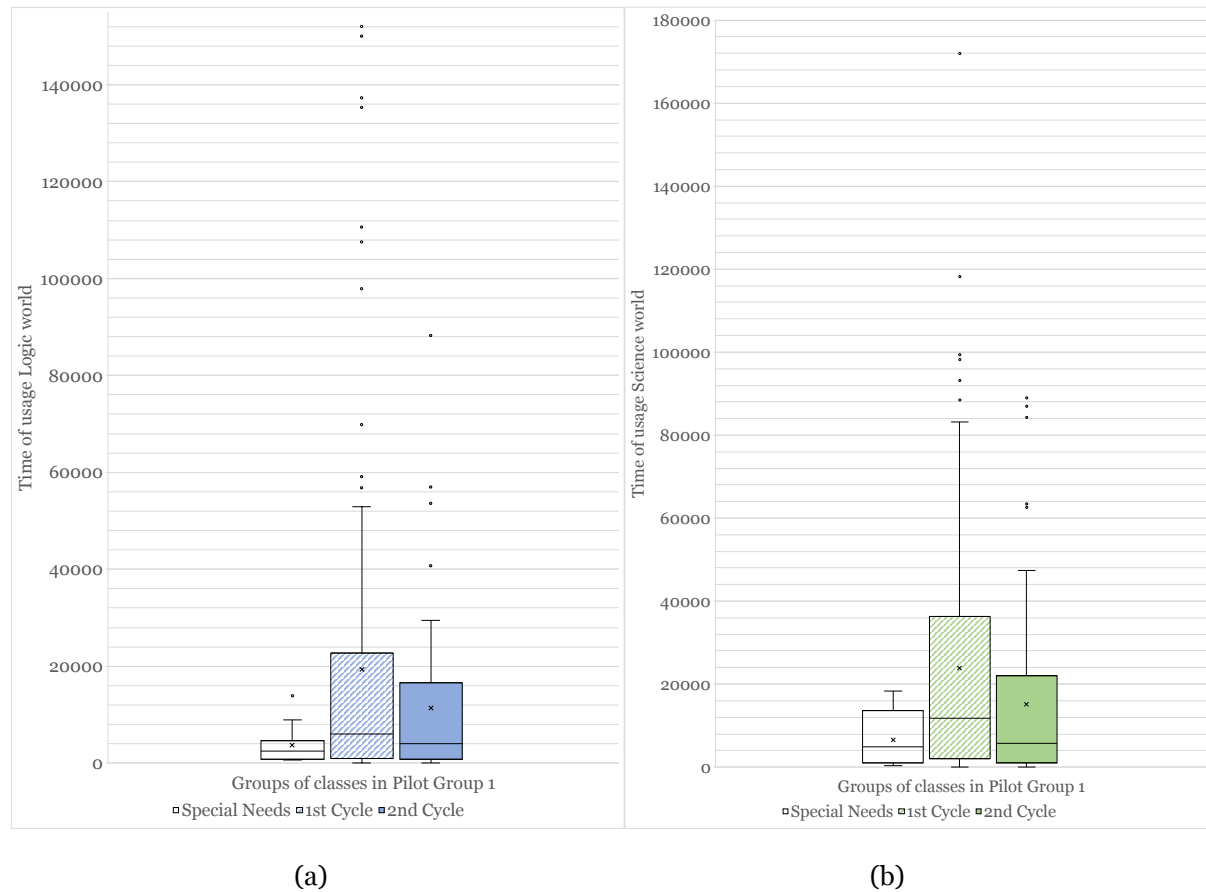 Time of usage Logic world
140000
120000
100000
80000
60000
40000
20000
0
Groups of classes in Pilot Group 1
Special Needs 1st Cycle 2nd Cycle
(a)
Time of usage Science world
180000
160000
140000
120000
100000
80000
60000
40000
20000
0
Groups of classes in Pilot Group 1
Special Needs 1st Cycle 2nd Cycle
(b)